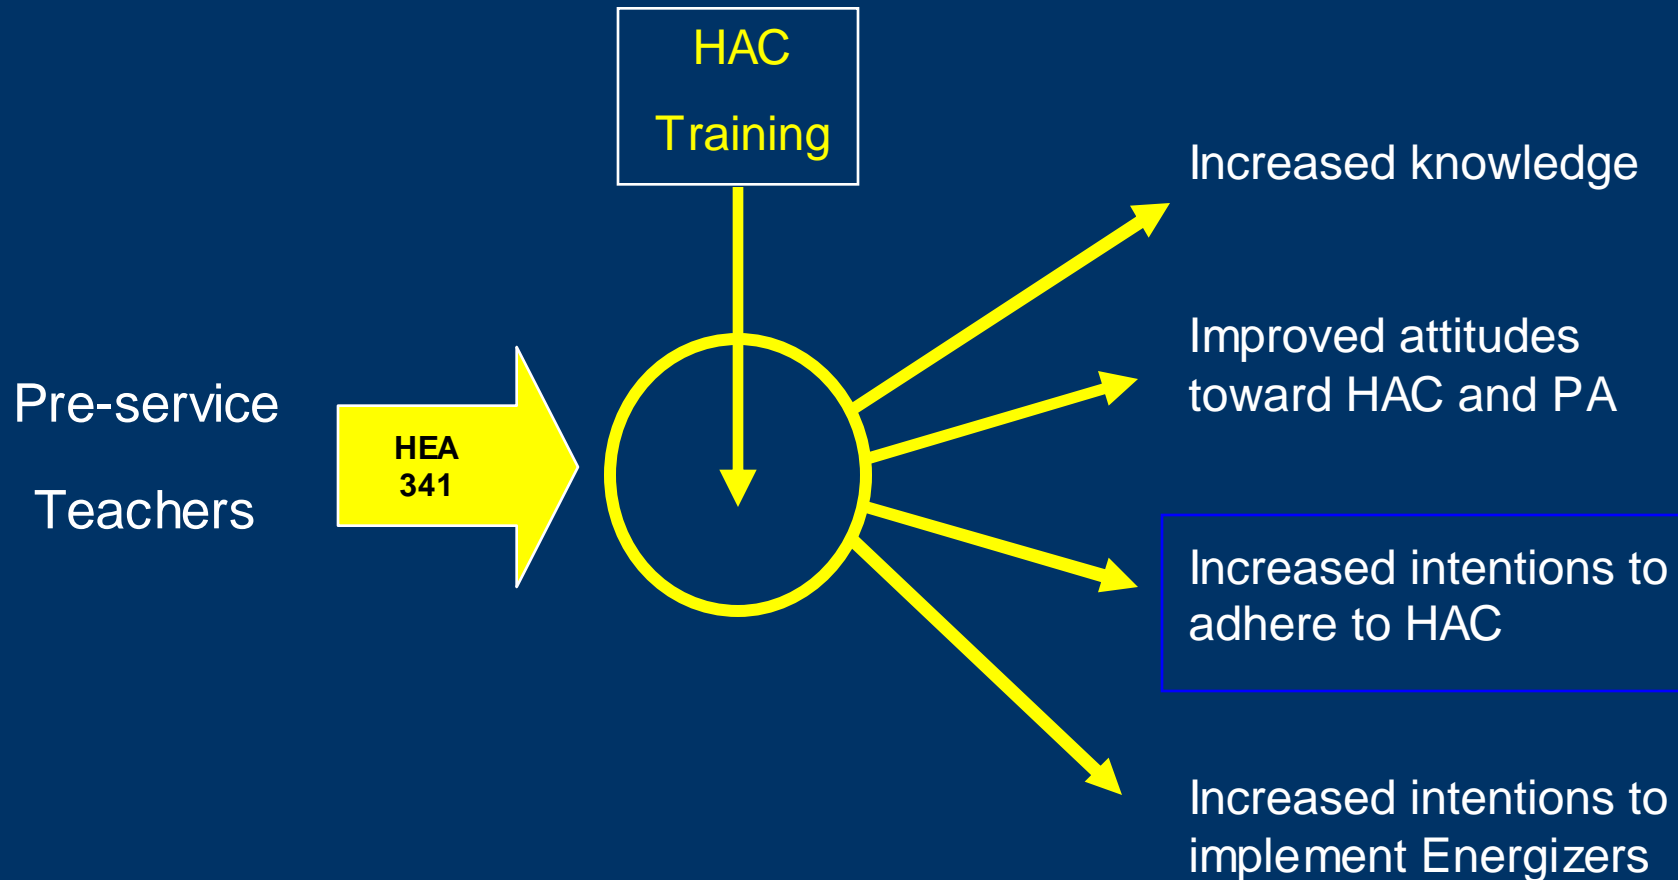 HAC
Training
Increased knowledge
Improved attitudes
toward HAC and PA
Pre-service
Teachers
HEA
341
Increased intentions to
adhere to HAC
Increased intentions to
implement Energizers